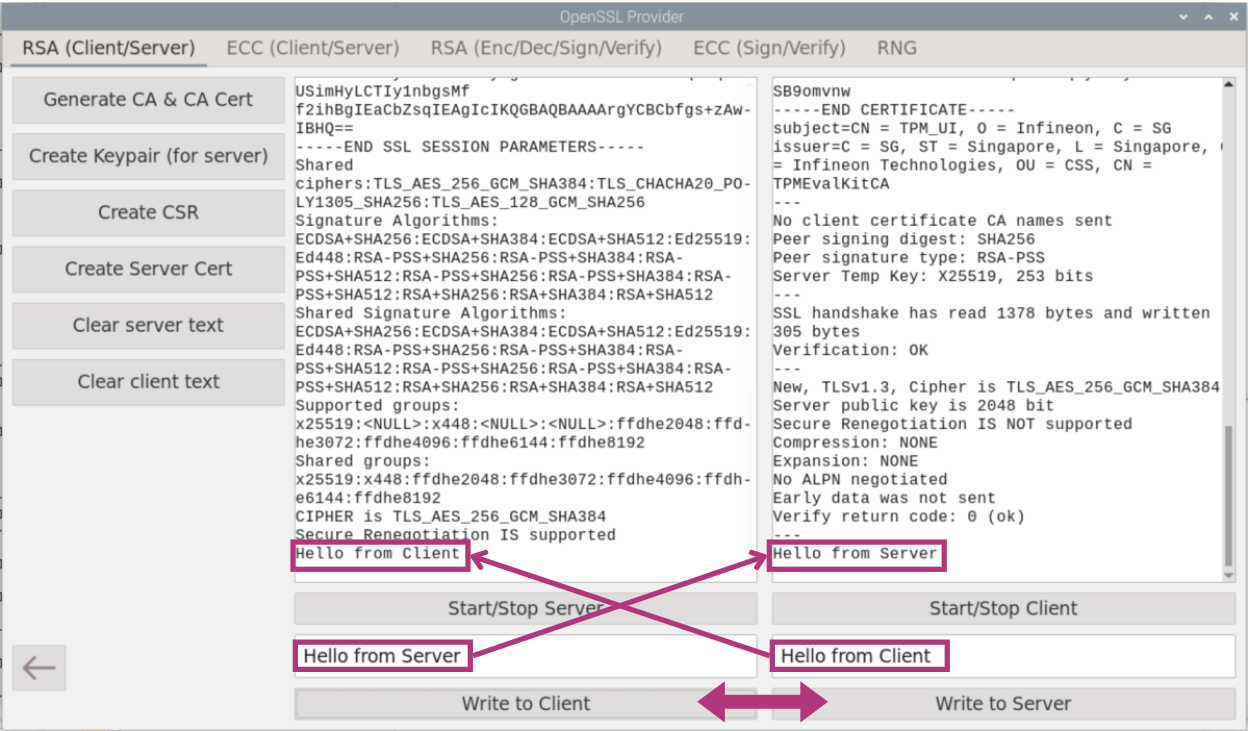 OpenSSL Provider
RSA (Client/Server) ECC (Client/Server) RSA (Enc/Dec/Sign/Verify) ECC (Sign/Verify) RNG
Generate CA & CA Cert
Create Keypair (for server)
Create CSR
Create Server Cert
Clear server text
Clear client text
USimHyLCTIy1nbgsMf
f2ihBgIEaCbZsqIEAgIcIKQGBAQBAAAArgYCBCbfgs+zAw-
IBHQ==
-----END SSL SESSION PARAMETERS-----
Shared
ciphers:TLS_AES_256_GCM_SHA384:TLS_CHACHA20_PO-
LY1305_SHA256:TLS_AES_128_GCM_SHA256
Signature Algorithms:
ECDSA+SHA256:ECDSA+SHA384:ECDSA+SHA512:Ed25519:
Ed448:RSA-PSS+SHA256:RSA-PSS+SHA384:RSA-
PSS+SHA512:RSA-PSS+SHA256:RSA-PSS+SHA384:RSA-
PSS+SHA512:RSA+SHA256:RSA+SHA384:RSA+SHA512
Shared Signature Algorithms:
ECDSA+SHA256:ECDSA+SHA384:ECDSA+SHA512:Ed25519:
Ed448:RSA-PSS+SHA256:RSA-PSS+SHA384:RSA-
PSS+SHA512:RSA-PSS+SHA256:RSA-PSS+SHA384:RSA-
PSS+SHA512:RSA+SHA256:RSA+SHA384:RSA+SHA512
Supported groups:
x25519:<NULL>:x448:<NULL>:<NULL>:ffdhe2048:ffd-
he3072:ffdhe4096:ffdhe6144:ffdhe8192
Shared groups:
x25519:x448:ffdhe2048:ffdhe3072:ffdhe4096:ffdh-
e6144:ffdhe8192
CIPHER is TLS_AES_256_GCM_SHA384
Secure Renegotiation IS supported
Hello from Client
Start/Stop Server
Hello from Server
Write to Client
SB9omvnw
-----END CERTIFICATE-----
subject=CN = TPM_UI, O = Infineon, C = SG
issuer=C = SG, ST = Singapore, L = Singapore,
= Infineon Technologies, OU = CSS, CN =
TPMEvalKitCA
---
No client certificate CA names sent
Peer signing digest: SHA256
Peer signature type: RSA-PSS
Server Temp Key: X25519, 253 bits
---
SSL handshake has read 1378 bytes and written
305 bytes
Verification: OK
---
New, TLSv1.3, Cipher is TLS_AES_256_GCM_SHA384
Server public key is 2048 bit
Secure Renegotiation IS NOT supported
Compression: NONE
Expansion: NONE
No ALPN negotiated
Early data was not sent
Verify return code: 0 (ok)
---
Hello from Server
Start/Stop Client
Hello from Client
Write to Server